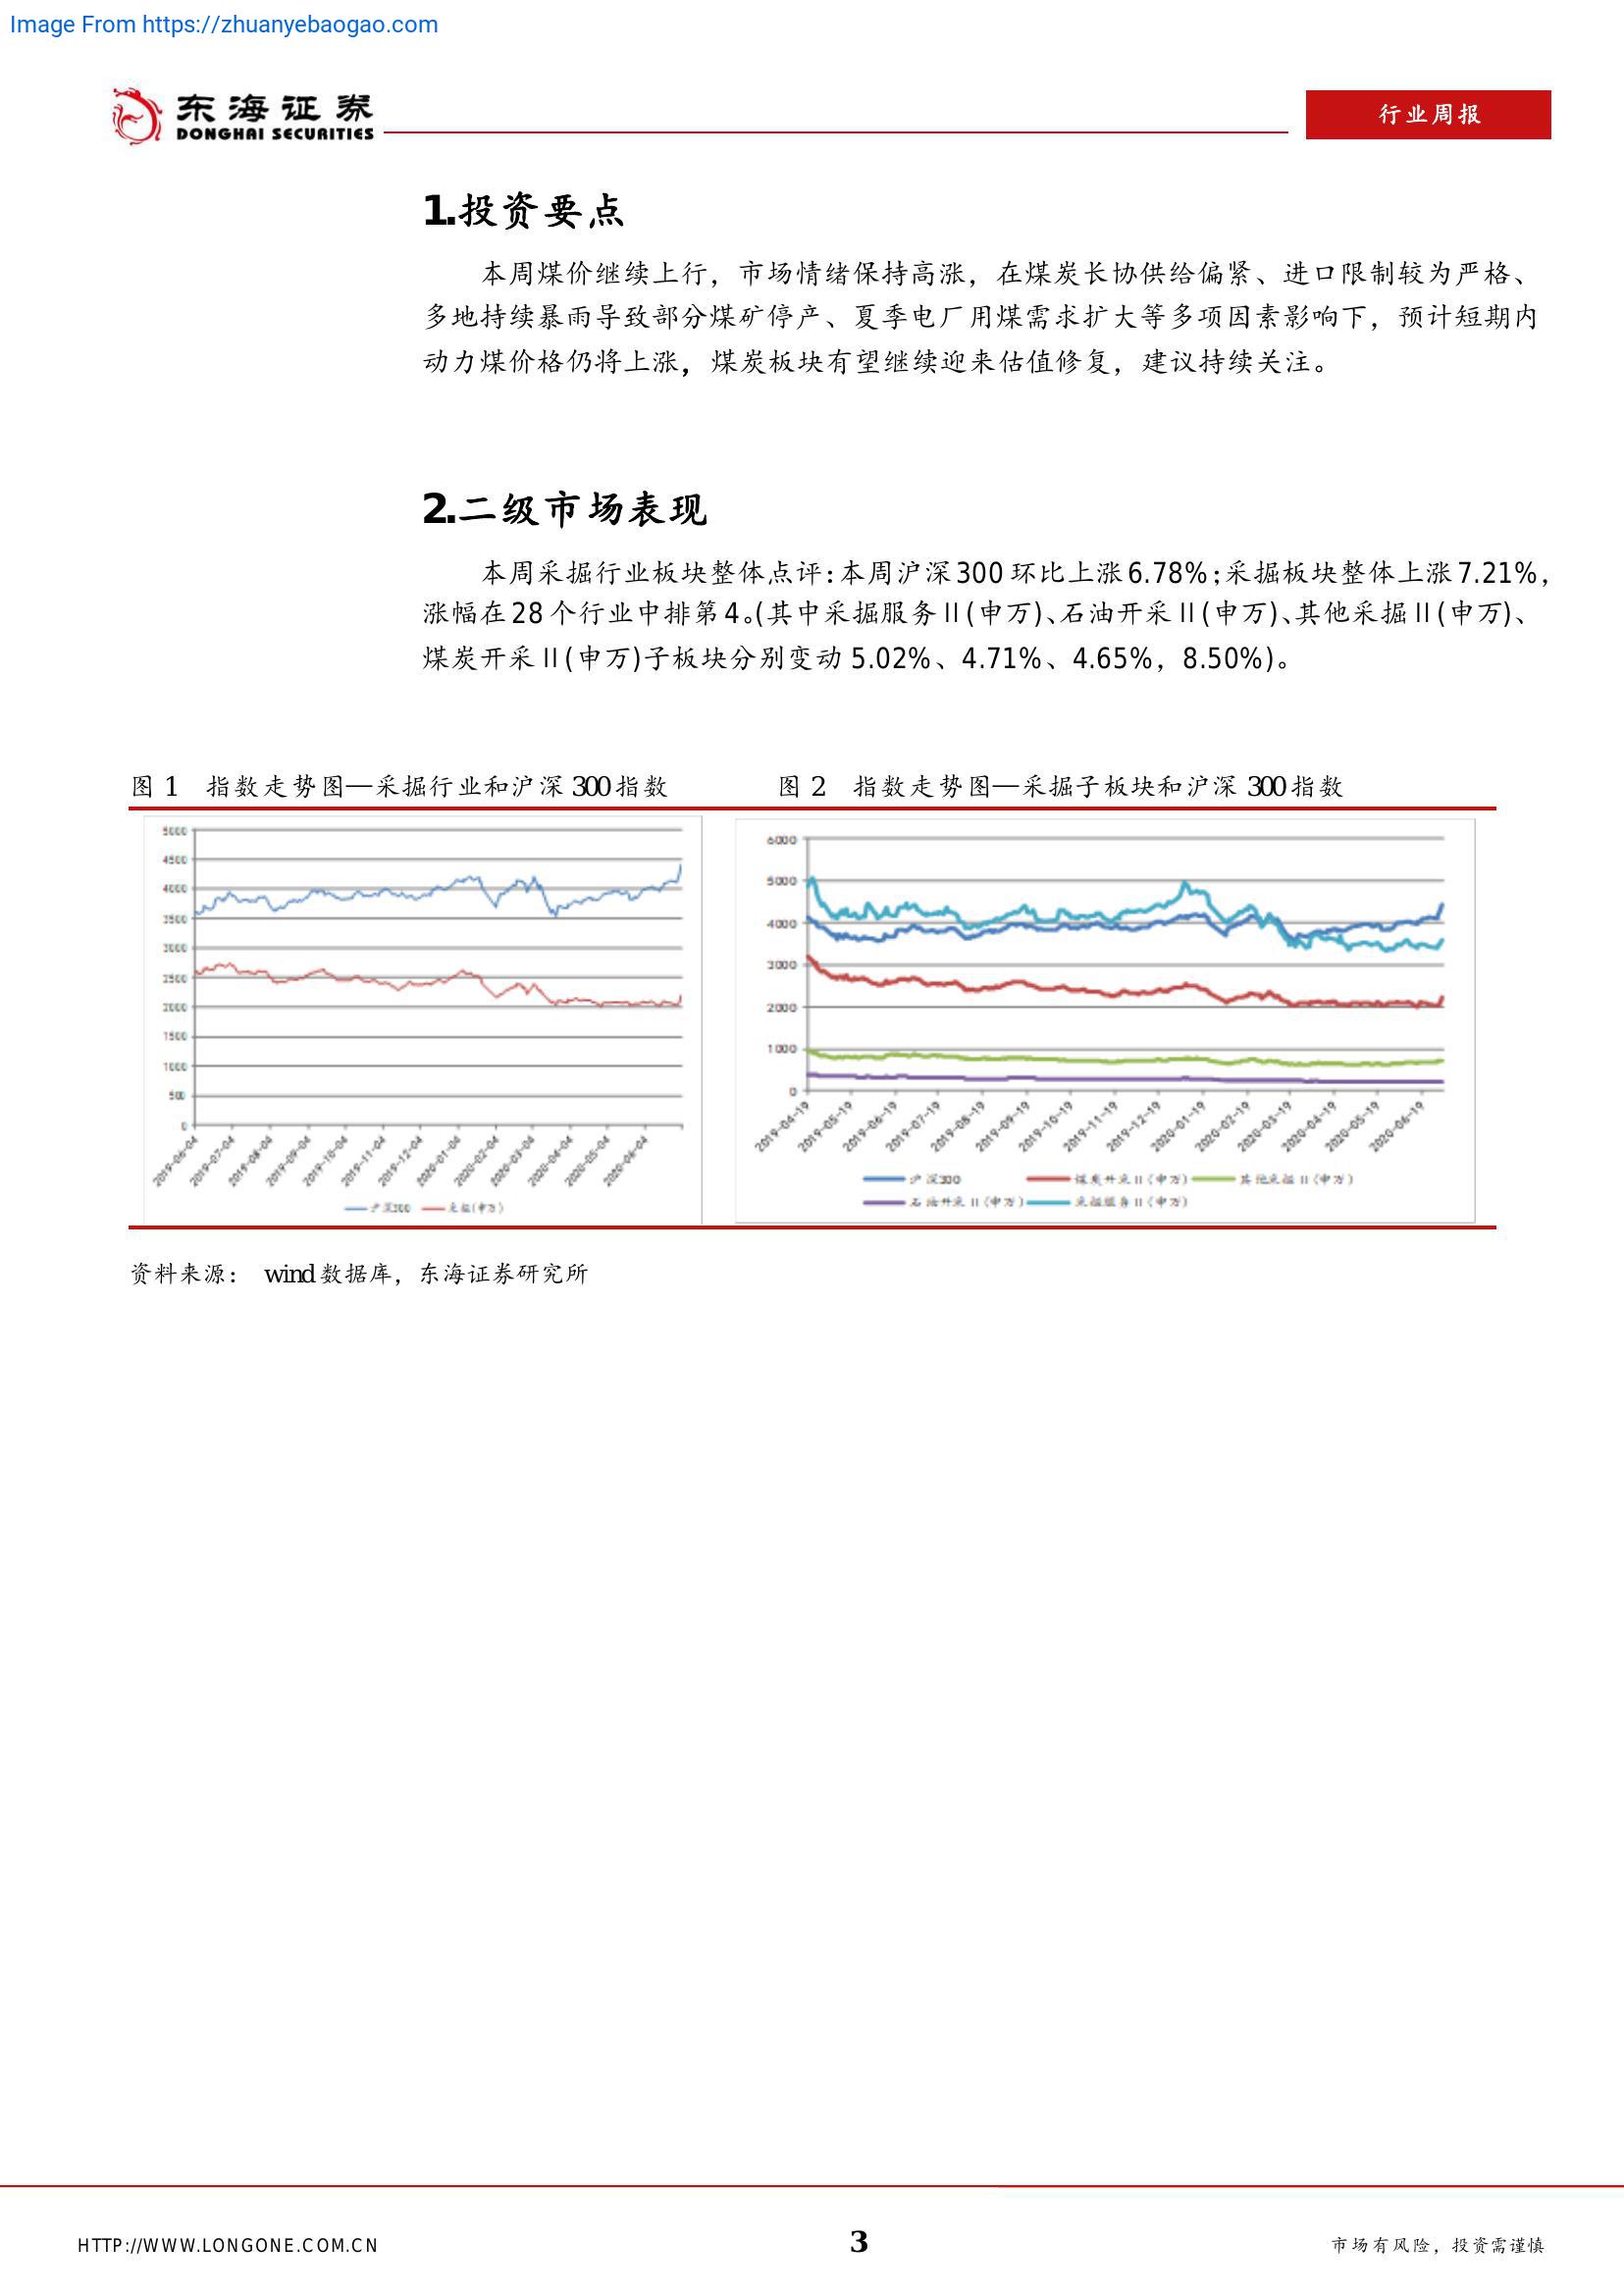 Image From https://zhuanyebaogao.com
东海证券
DONGHAI SECURITIES
行业周报
1.投资要点
本周煤价继续上行，市场情绪保持高涨，在煤炭长协供给偏紧、进口限制较为严格、
多地持续暴雨导致部分煤矿停产、夏季电厂用煤需求扩大等多项因素影响下，预计短期内
动力煤价格仍将上涨，煤炭板块有望继续迎来估值修复，建议持续关注。
2.二级市场表现
本周采掘行业板块整体点评：本周沪深300 环比上涨6.78%；采掘板块整体上涨7.21%，
涨幅在28 个行业中排第4。(其中采掘服务Ⅱ(申万)、石油开采Ⅱ(申万)、其他采掘Ⅱ(申万)、
煤炭开采Ⅱ(申万)子板块分别变动 5.02%、4.71%、4.65%，8.50%)。
图 1 指数走势图—采掘行业和沪深 300 指数
图 2 指数走势图—采掘子板块和沪深 300 指数
5000
4500
4000
3500
3000
2500
2000
1500
1000
500
0
2019-06-04
2019-07-04
2019-08-04
2019-09-04
2019-10-04
2019-11-04
2019-12-04
2020-01-04
2020-02-04
2020-03-04
2020-04-04
2020-05-04
2020-06-04
沪深300
采掘(申万)
6000
5000
4000
3000
2000
1000
0
2019-04-19
2019-05-19
2019-06-19
2019-07-19
2019-08-19
2019-09-19
2019-10-19
2019-11-19
2019-12-19
2020-01-19
2020-02-19
2020-03-19
2020-04-19
2020-05-19
2020-06-19
沪深300
煤炭开采Ⅱ(申万)
其他采掘Ⅱ(申万)
石油开采Ⅱ(申万)
采掘服务Ⅱ(申万)
资料来源： wind 数据库，东海证券研究所
HTTP://WWW.LONGONE.COM.CN
3
市场有风险，投资需谨慎